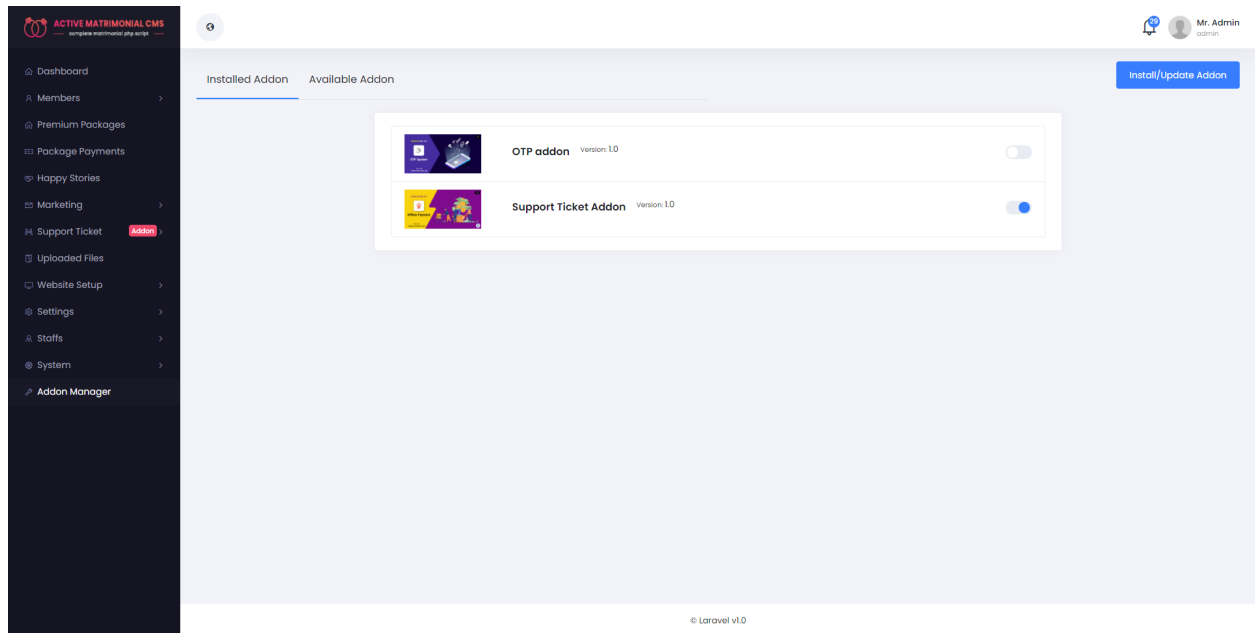 ACTIVE MATRIMONIAL CMS
complete matrimonial php script
29
Mr. Admin
admin
Dashboard
Members
Premium Packages
Package Payments
Happy Stories
Marketing
Support Ticket Addon
Uploaded Files
Website Setup
Settings
Staffs
System
Addon Manager
Installed Addon Available Addon
Install/Update Addon
OTP addon Version: 1.0
Support Ticket Addon Version: 1.0
© Laravel v1.0